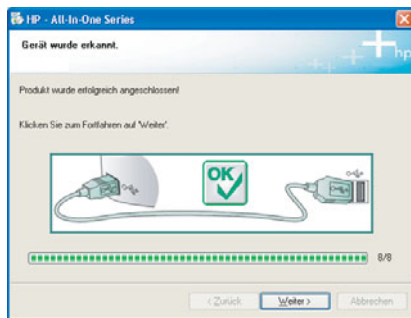 HP - All-In-One Series
Gerät wurde erkannt.
hp
Produkt wurde erfolgreich angeschlossen!
Klicken Sie zum Fortfahren auf 'Weiter'.
OK
8/8
< Zurück
Weiter >
Abbrechen